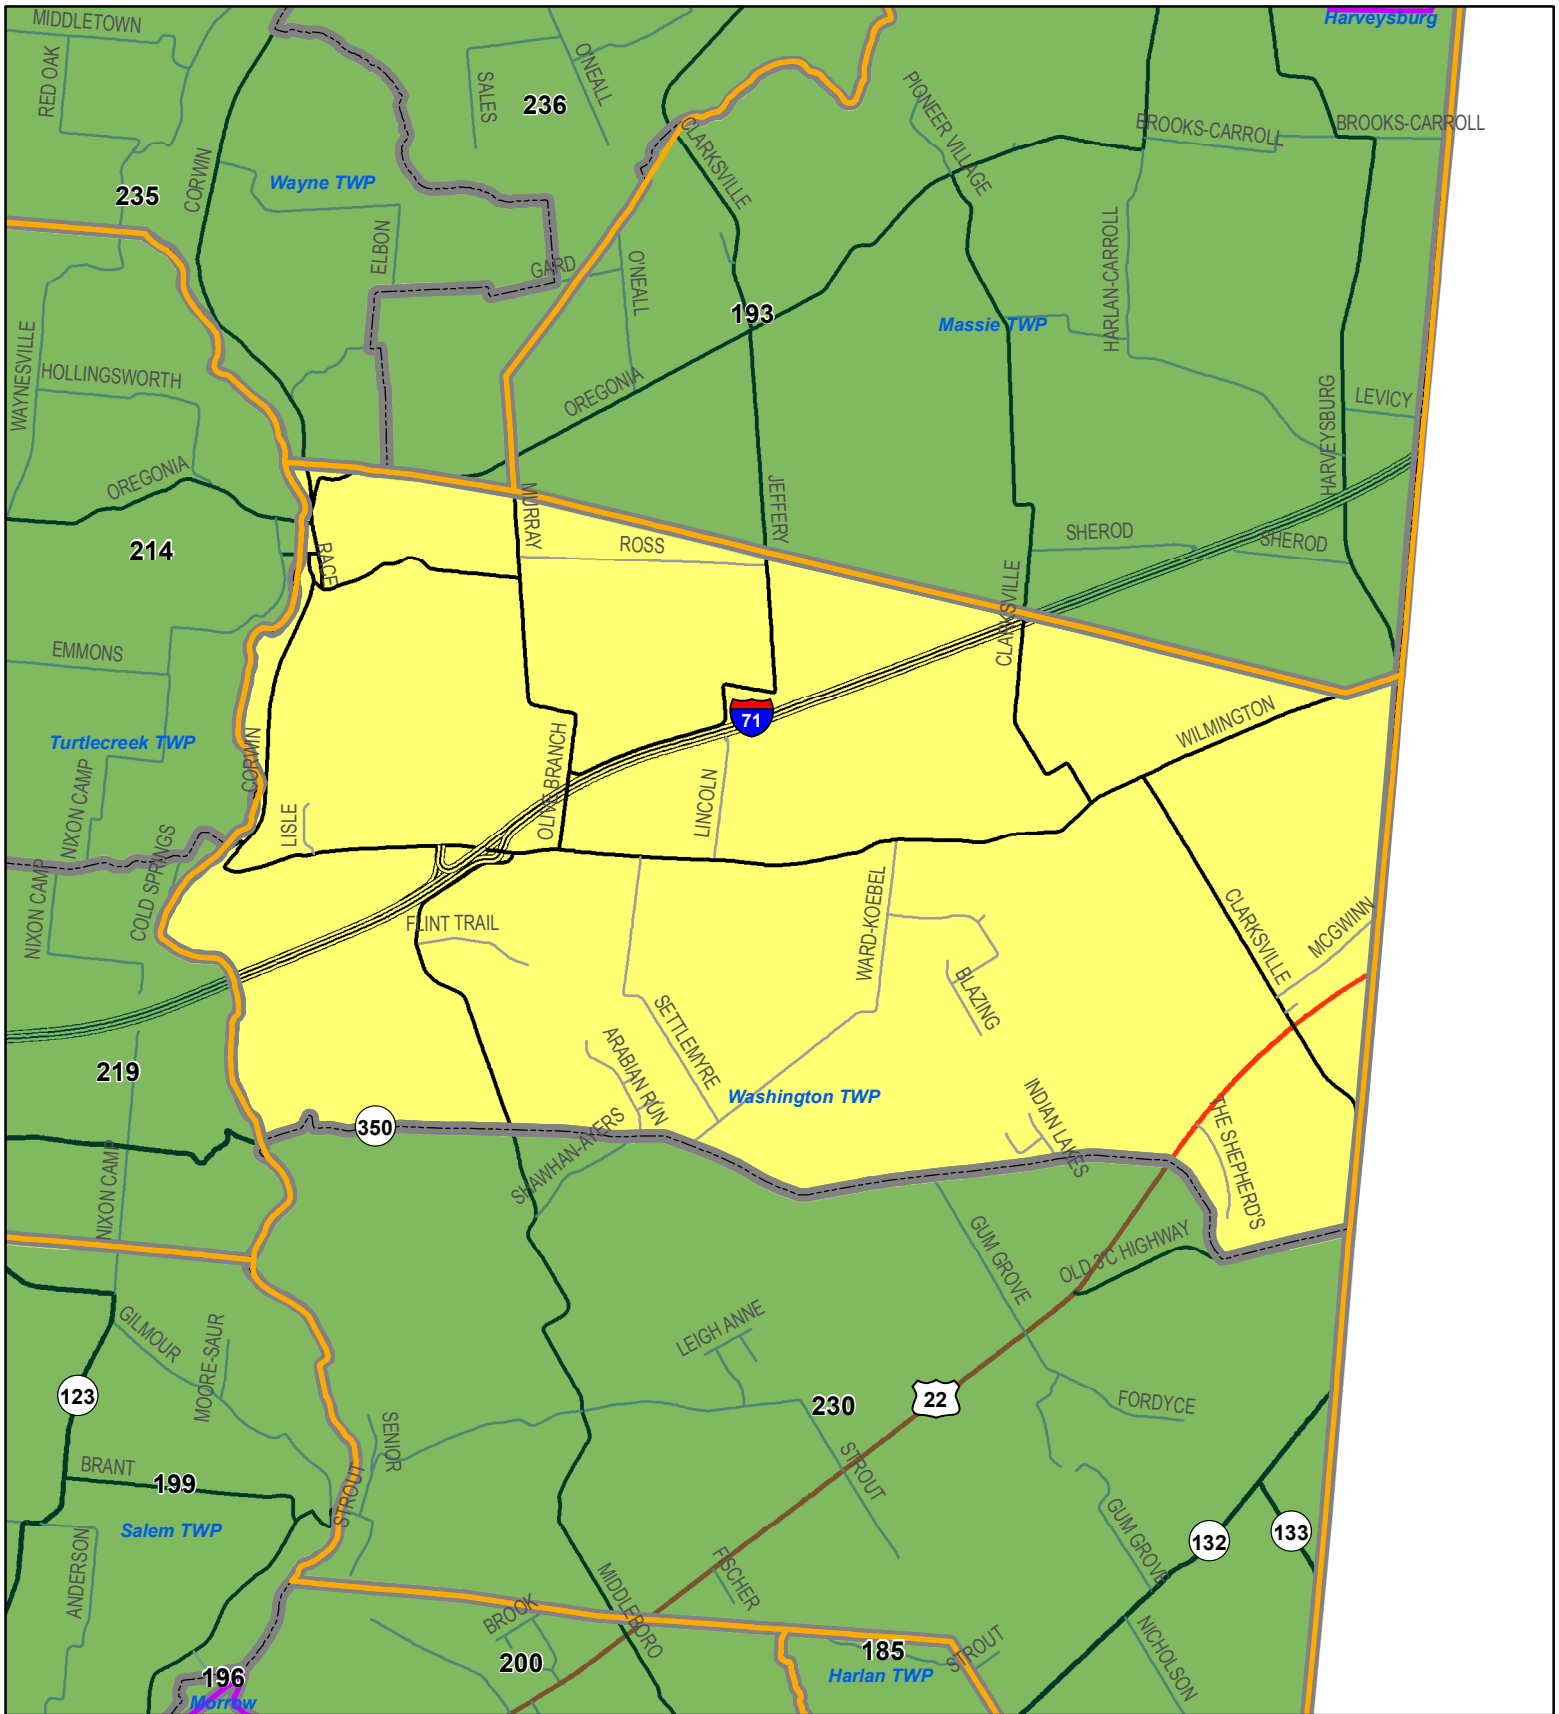 MIDDLETOWN
Harveysburg
RED OAK
SALES
O'NEALL
236
PIONEER VILLAGE
CLARKSVILLE
BROOKS-CARROLL
BROOKS-CARROLL
CORWIN
Wayne TWP
235
ELBON
GARD
O'NEALL
HARLAN-CARROLL
193
Massie TWP
WAYNESVILLE
HOLLINGSWORTH
OREGONIA
HARVEYSBURG
LEVICY
OREGONIA
MURRAY
JEFFERY
214
RACE
ROSS
SHEROD
SHEROD
CLARKSVILLE
EMMONS
Turtlecreek TWP
CORWIN
71
WILMINGTON
NIXON CAMP
OLIVE BRANCH
LINCOLN
LISLE
COLD SPRINGS
NIXON CAMP
FLINT TRAIL
WARD-KOEBEL
CLARKSVILLE
MCGWINN
BLAZING
SETTLEMYRE
ARABIAN RUN
219
Washington TWP
INDIAN LAKES
THE SHEPHERD'S
350
SHAWHAN-AYERS
NIXON CAMP
GUM GROVE
OLD 3'C HIGHWAY
GILMOUR
MOORE-SAUR
LEIGH ANNE
123
230
22
FORDYCE
SENIOR
STROUT
BRANT
199
STROUT
Salem TWP
GUM GROVE
132
133
ANDERSON
FISCHER
MIDDLEBORO
BROOK
NICHOLSON
200
185
STROUT
Harlan TWP
196
Morrow